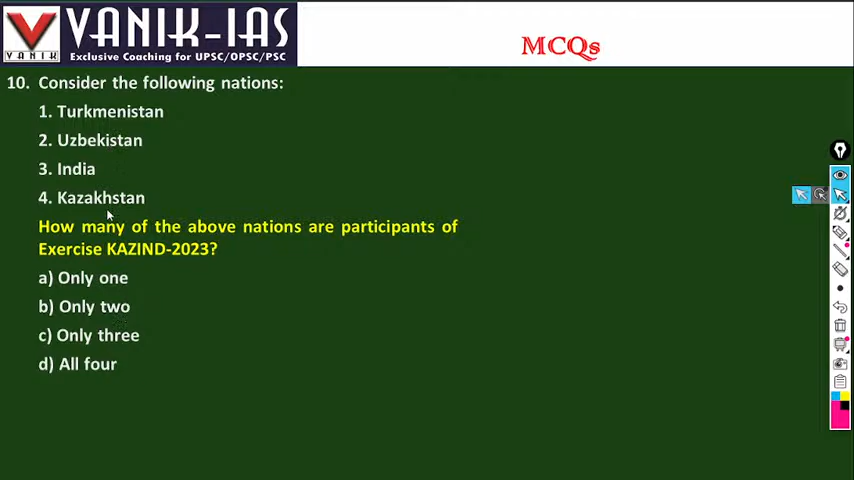 VANIK-IAS
VANIK
Exclusive Coaching for UPSC/OPSC/PSC
MCQs
10. Consider the following nations:
1. Turkmenistan
2. Uzbekistan
3. India
4. Kazakhstan
How many of the above nations are participants of
Exercise KAZIND-2023?
a) Only one
b) Only two
c) Only three
d) All four